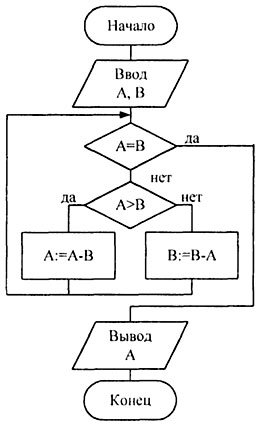 Начало
Ввод
A, B
A=B
да
нет
A>B
да
нет
A:=A-B
B:=B-A
Вывод
A
Конец